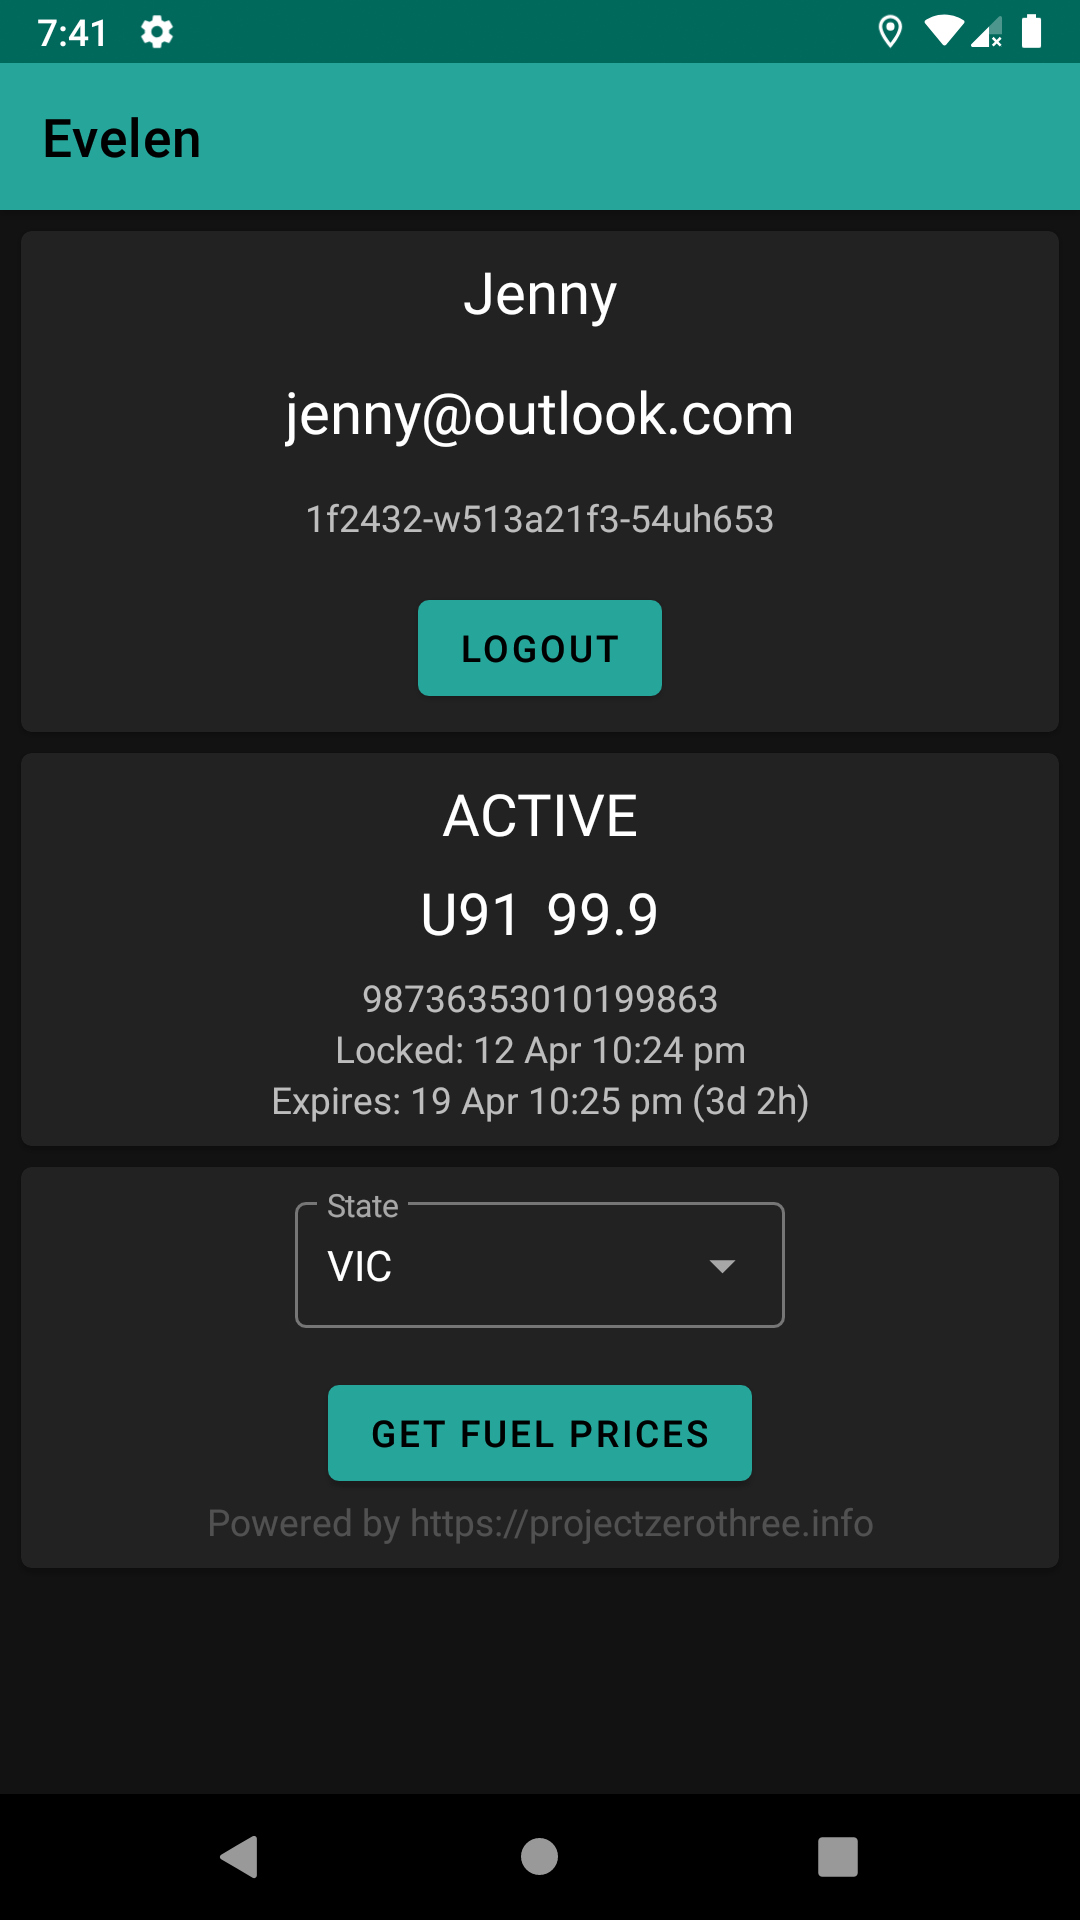 7:41
Evelen
Jenny
jenny@outlook.com
1f2432-w513a21f3-54uh653
LOGOUT
ACTIVE
U91 99.9
98736353010199863
Locked: 12 Apr 10:24 pm
Expires: 19 Apr 10:25 pm (3d 2h)
State
VIC
GET FUEL PRICES
Powered by https://projectzerothree.info